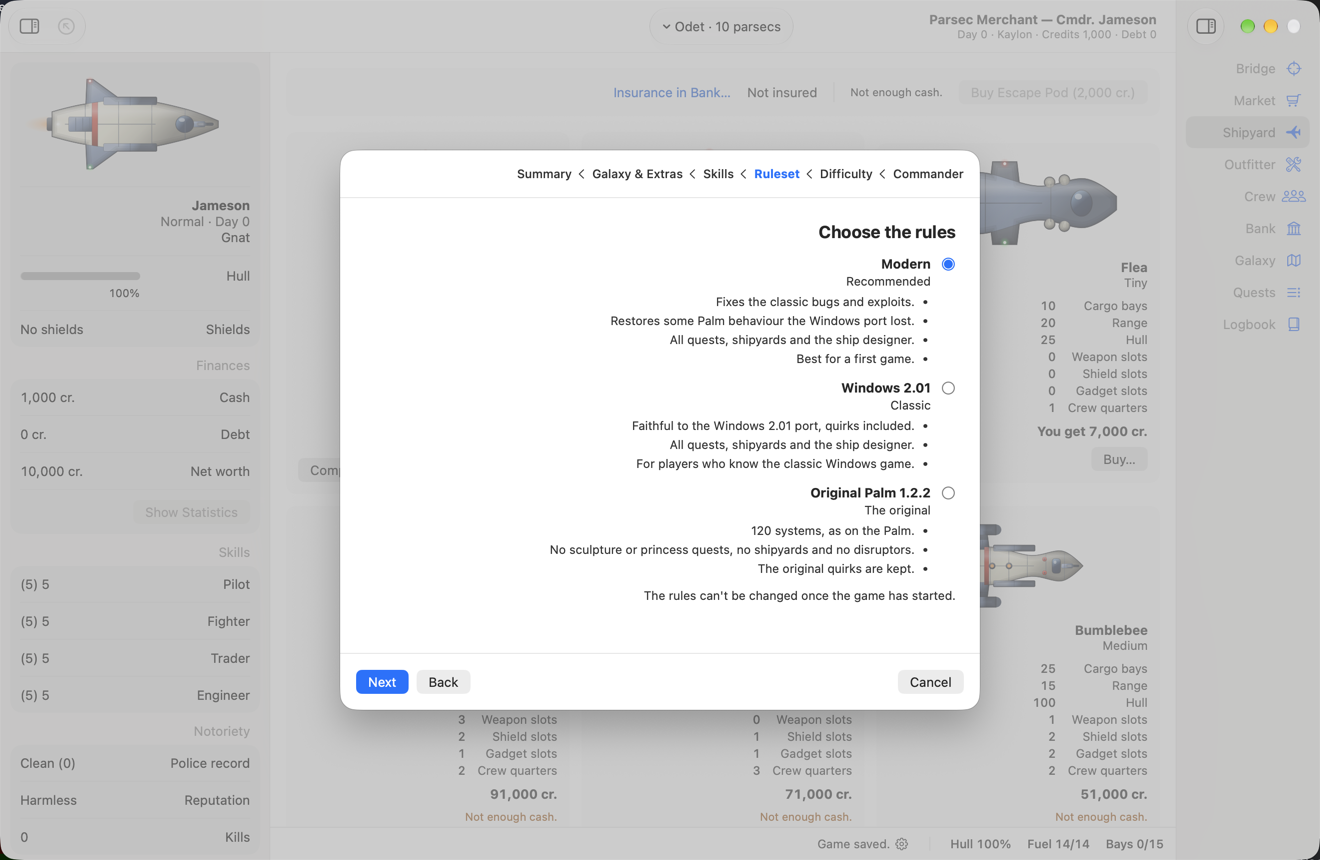 Odet · 10 parsecs
Parsec Merchant — Cmdr. Jameson
Day 0 · Kaylon · Credits 1,000 · Debt 0
Bridge
Market
Shipyard
Outfitter
Crew
Bank
Galaxy
Quests
Logbook
Jameson
Normal · Day 0
Gnat
Hull
100%
Shields No shields
Finances
Cash 1,000 cr.
Debt 0 cr.
Net worth 10,000 cr.
Show Statistics
Skills
Pilot 5 (5)
Fighter 5 (5)
Trader 5 (5)
Engineer 5 (5)
Notoriety
Police record Clean (0)
Reputation Harmless
Kills 0
Insurance in Bank... Not insured Not enough cash. Buy Escape Pod (2,000 cr.)
Commander
Difficulty
Ruleset
Skills
Galaxy & Extras
Summary
Choose the rules
Modern
Recommended
• Fixes the classic bugs and exploits.
• Restores some Palm behaviour the Windows port lost.
• All quests, shipyards and the ship designer.
• Best for a first game.
Windows 2.01
Classic
• Faithful to the Windows 2.01 port, quirks included.
• All quests, shipyards and the ship designer.
• For players who know the classic Windows game.
Original Palm 1.2.2
The original
• 120 systems, as on the Palm.
• No sculpture or princess quests, no shipyards and no disruptors.
• The original quirks are kept.
The rules can't be changed once the game has started.
Cancel
Back
Next
Flea
Tiny
Cargo bays 10
Range 20
Hull 25
Weapon slots 0
Shield slots 0
Gadget slots 0
Crew quarters 1
You get 7,000 cr.
Buy...
Bumblebee
Medium
Cargo bays 25
Range 15
Hull 100
Weapon slots 1
Shield slots 2
Gadget slots 2
Crew quarters 2
51,000 cr.
Not enough cash.
Weapon slots 0
Shield slots 1
Gadget slots 1
Crew quarters 3
71,000 cr.
Not enough cash.
Weapon slots 3
Shield slots 2
Gadget slots 1
Crew quarters 2
91,000 cr.
Not enough cash.
Game saved.
Hull 100% Fuel 14/14 Bays 0/15